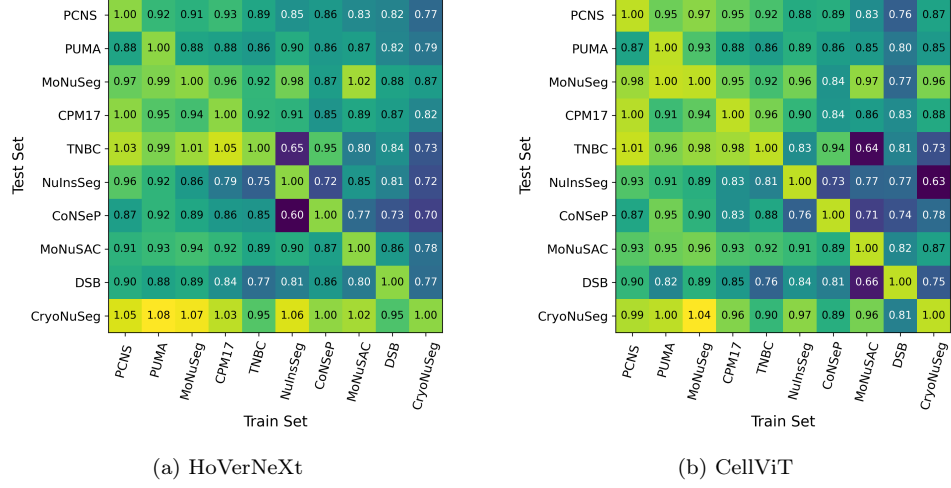 Test Set
PCNS 1.00 0.92 0.91 0.93 0.89 0.85 0.86 0.83 0.82 0.77
PUMA 0.88 1.00 0.88 0.88 0.86 0.90 0.86 0.87 0.82 0.79
MoNuSeg 0.97 0.99 1.00 0.96 0.92 0.98 0.87 1.02 0.88 0.87
CPM17 1.00 0.95 0.94 1.00 0.92 0.91 0.85 0.89 0.87 0.82
TNBC 1.03 0.99 1.01 1.05 1.00 0.65 0.95 0.80 0.84 0.73
NuInsSeg 0.96 0.92 0.86 0.79 0.75 1.00 0.72 0.85 0.81 0.72
CoNSeP 0.87 0.92 0.89 0.86 0.85 0.60 1.00 0.77 0.73 0.70
MoNuSAC 0.91 0.93 0.94 0.92 0.89 0.90 0.87 1.00 0.86 0.78
DSB 0.90 0.88 0.89 0.84 0.77 0.81 0.86 0.80 1.00 0.77
CryoNuSeg 1.05 1.08 1.07 1.03 0.95 1.06 1.00 1.02 0.95 1.00
PCNS PUMA MoNuSeg CPM17 TNBC NuInsSeg CoNSeP MoNuSAC DSB CryoNuSeg
Train Set
(a) HoVerNeXt
Test Set
PCNS 1.00 0.95 0.97 0.95 0.92 0.89 0.88 0.83 0.76 0.87
PUMA 0.87 1.00 0.93 0.88 0.86 0.89 0.86 0.85 0.80 0.85
MoNuSeg 0.98 1.00 1.00 0.95 0.92 0.96 0.84 0.97 0.77 0.96
CPM17 1.00 0.91 0.94 1.00 0.96 0.90 0.84 0.86 0.83 0.88
TNBC 1.01 0.96 0.98 0.98 1.00 0.83 0.94 0.64 0.81 0.73
NuInsSeg 0.93 0.91 0.89 0.83 0.81 1.00 0.73 0.77 0.77 0.63
CoNSeP 0.87 0.95 0.90 0.83 0.88 0.76 1.00 0.71 0.74 0.78
MoNuSAC 0.93 0.95 0.96 0.93 0.92 0.91 0.89 1.00 0.82 0.87
DSB 0.90 0.82 0.89 0.85 0.76 0.84 0.81 0.66 1.00 0.75
CryoNuSeg 0.99 1.00 1.04 0.96 0.90 0.97 0.89 0.96 0.81 1.00
PCNS PUMA MoNuSeg CPM17 TNBC NuInsSeg CoNSeP MoNuSAC DSB CryoNuSeg
Train Set
(b) CellViT